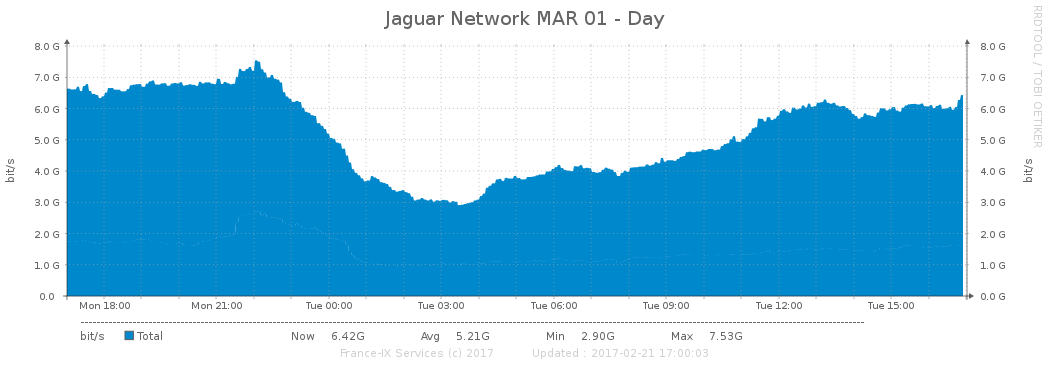 Jaguar Network MAR 01 - Day
RRDTOOL / TOBI OETIKER
8.0 G 8.0 G
7.0 G 7.0 G
6.0 G 6.0 G
5.0 G 5.0 G
4.0 G 4.0 G
3.0 G 3.0 G
2.0 G 2.0 G
1.0 G 1.0 G
0.0 0.0 G
bit/s
bit/s
Mon 18:00 Mon 21:00 Tue 00:00 Tue 03:00 Tue 06:00 Tue 09:00 Tue 12:00 Tue 15:00
bit/s Total Now 6.42G Avg 5.21G Min 2.90G Max 7.53G
France-IX Services (c) 2017 Updated : 2017-02-21 17:00:03